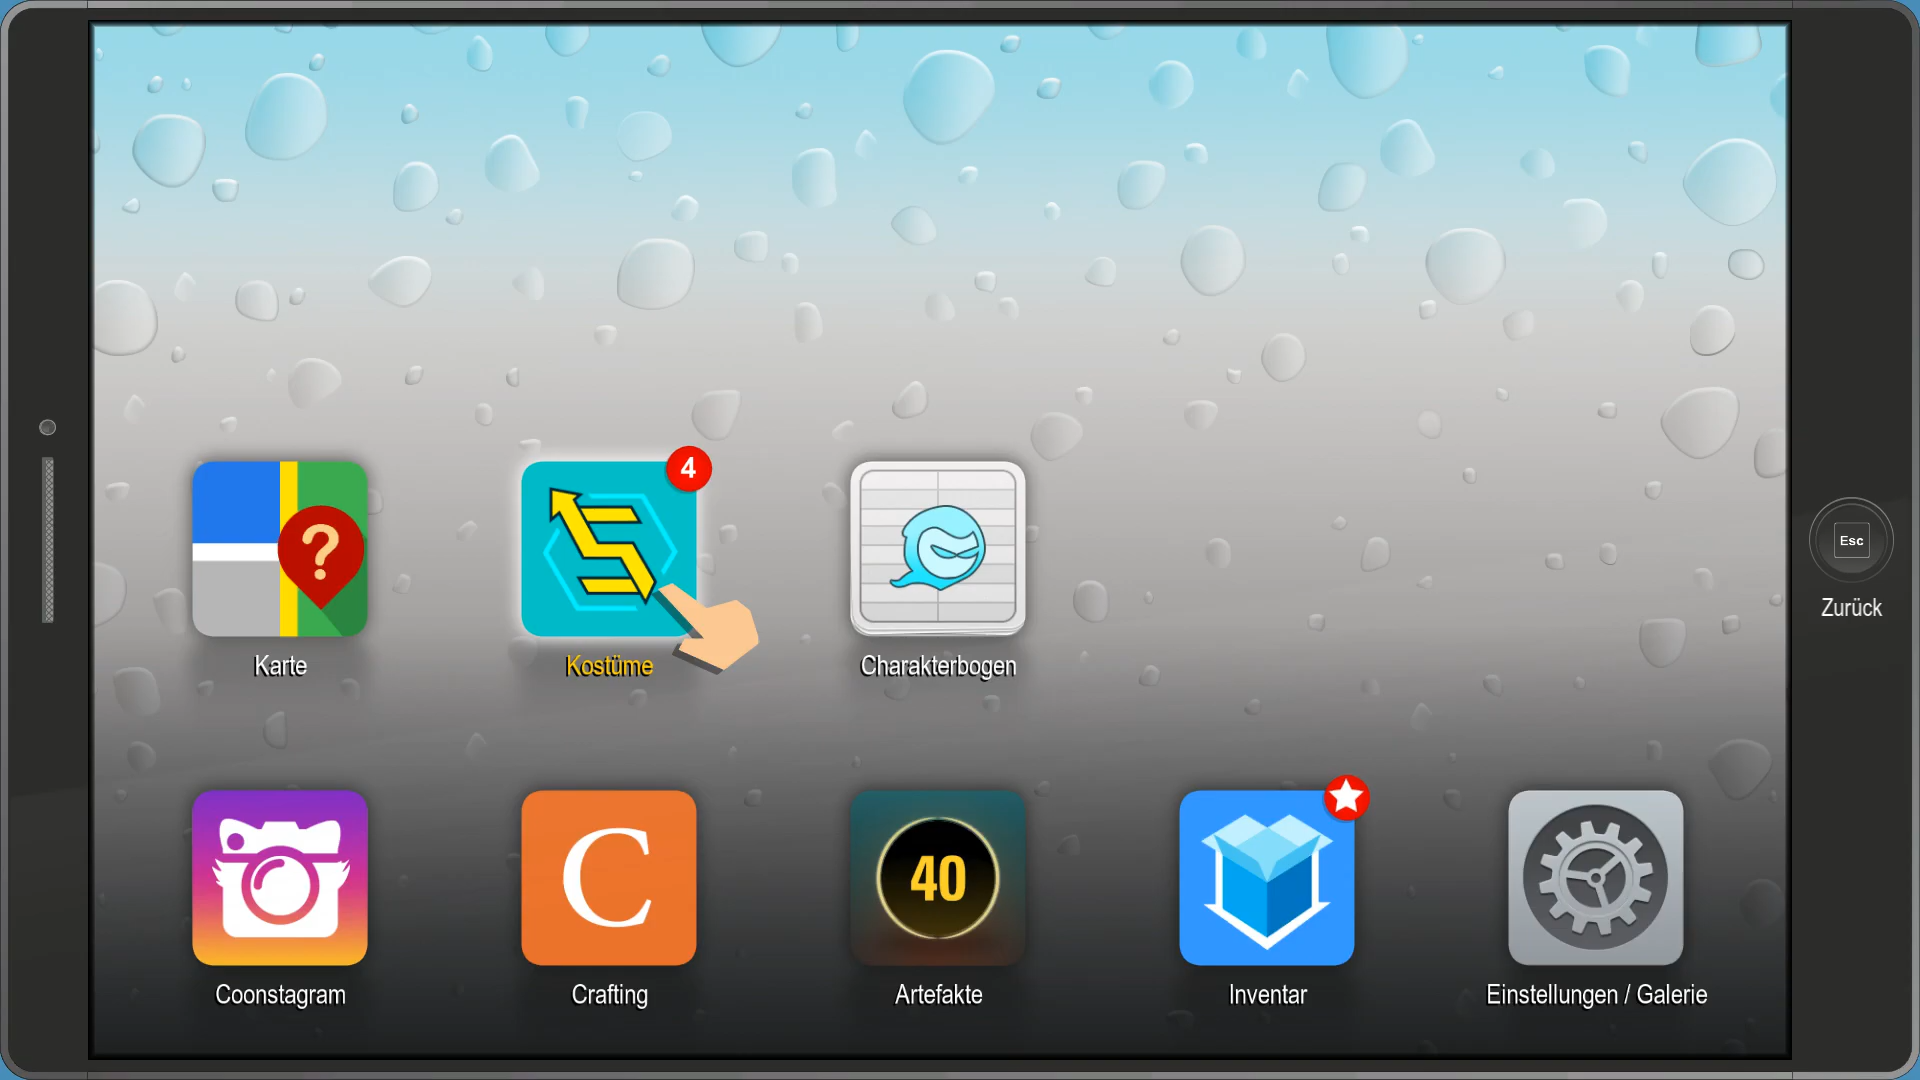 4
?
Esc
Zurück
Karte
Kostüme
Charakterbogen
C
40
Coonstagram
Crafting
Artefakte
Inventar
Einstellungen / Galerie